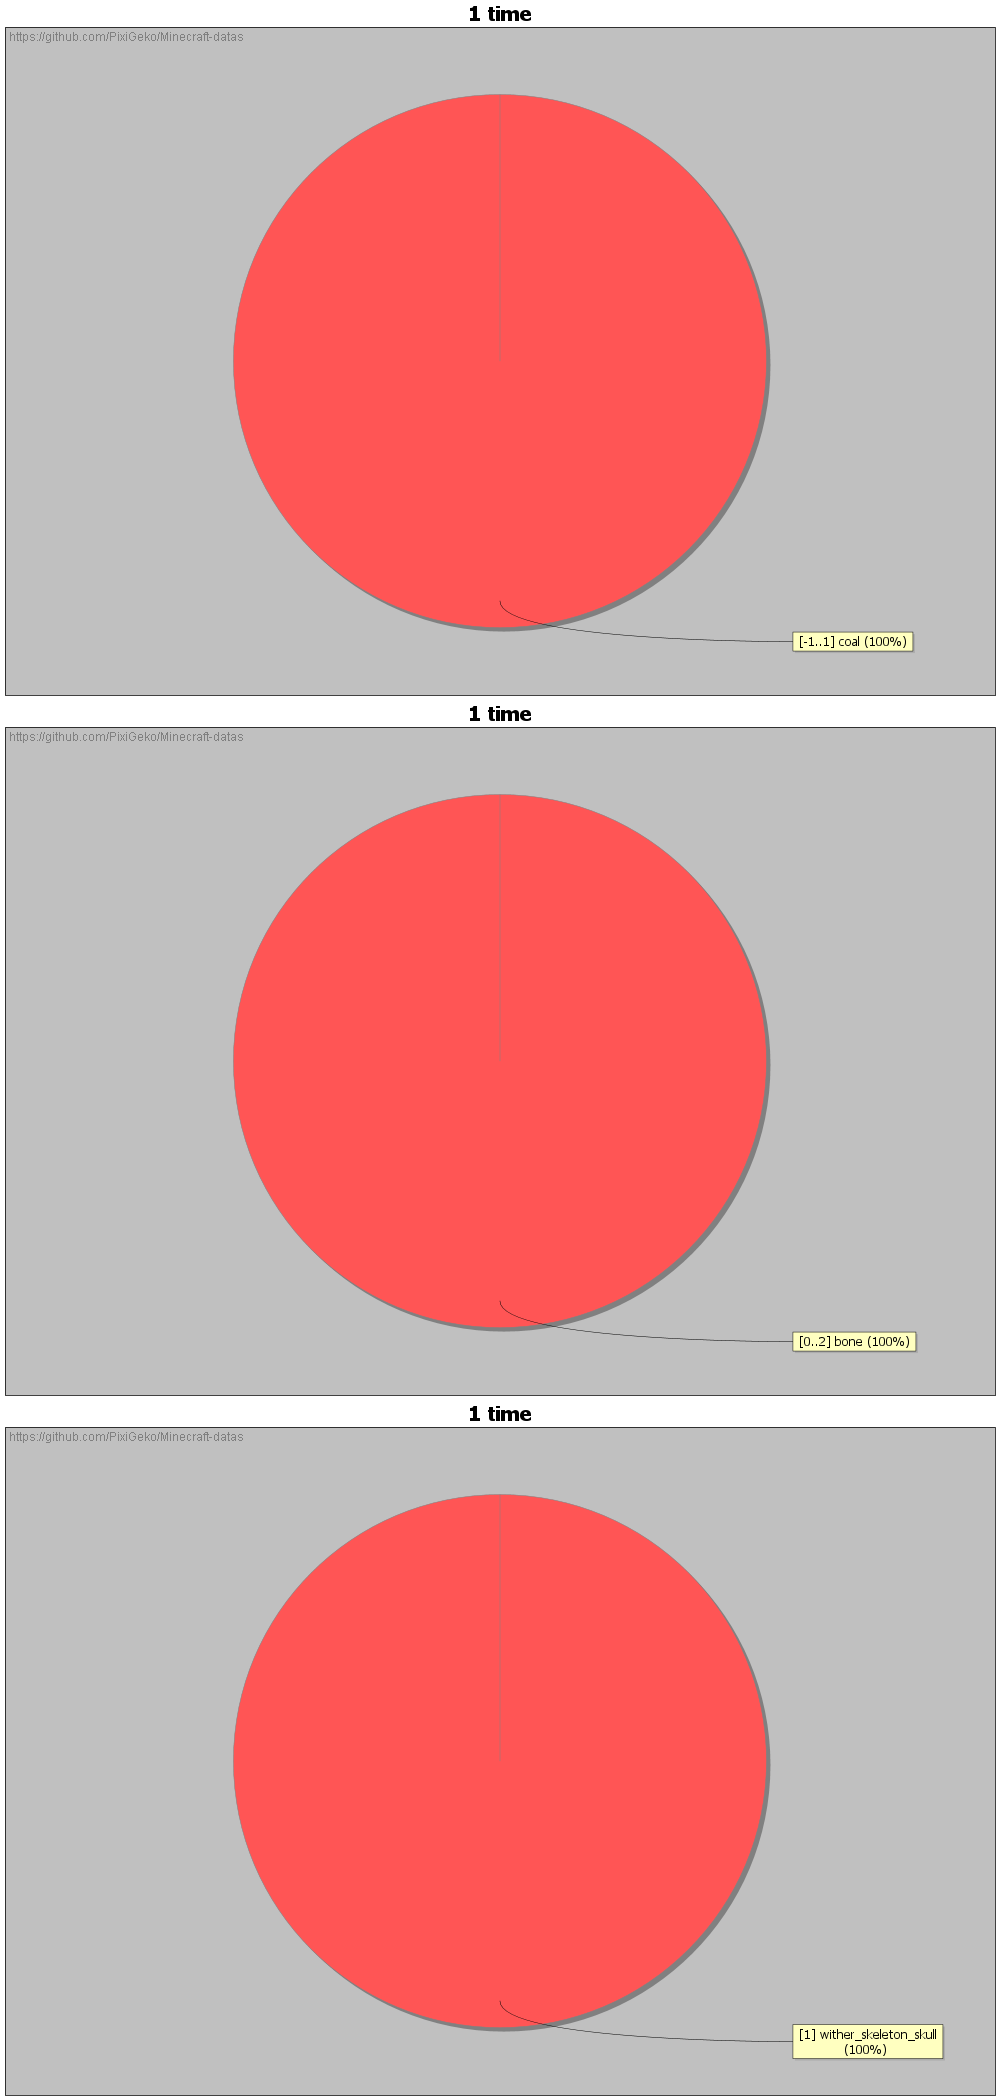 1 time
https://github.com/PixiGeko/Minecraft-datas
[-1..1] coal (100%)
1 time
https://github.com/PixiGeko/Minecraft-datas
[0..2] bone (100%)
1 time
https://github.com/PixiGeko/Minecraft-datas
[1] wither_skeleton_skull
(100%)